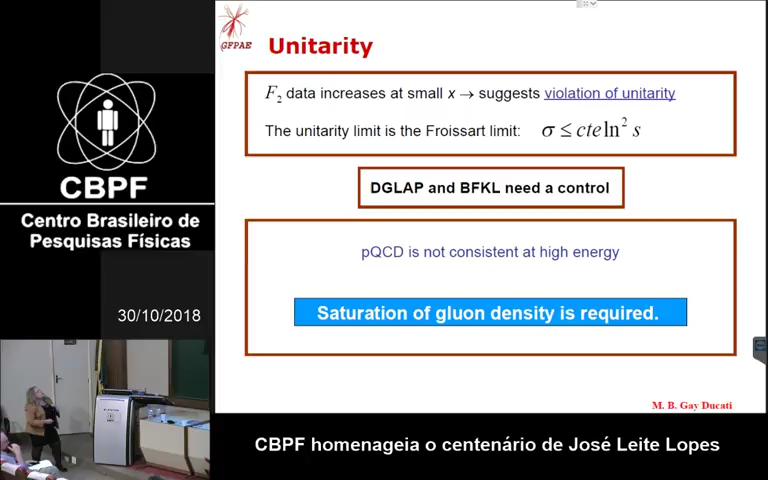 GFPAE
Unitarity
F2 data increases at small x → suggests violation of unitarity
The unitarity limit is the Froissart limit: σ ≤ cte ln² s
DGLAP and BFKL need a control
pQCD is not consistent at high energy
Saturation of gluon density is required.
M. B. Gay Ducati
CBPF
Centro Brasileiro de
Pesquisas Físicas
30/10/2018
CBPF homenageia o centenário de José Leite Lopes